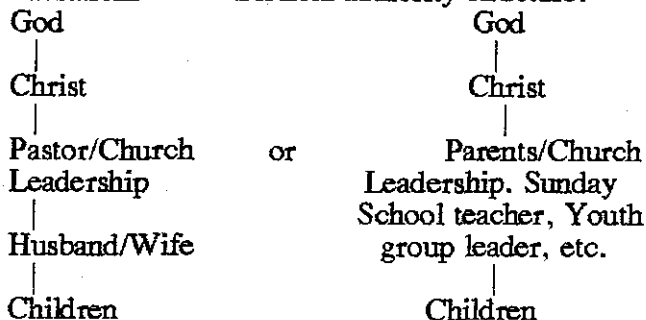 God God
Christ Christ
Pastor/Church or Parents/Church
Leadership Leadership. Sunday
School teacher, Youth
Husband/Wife group leader, etc.
Children Children